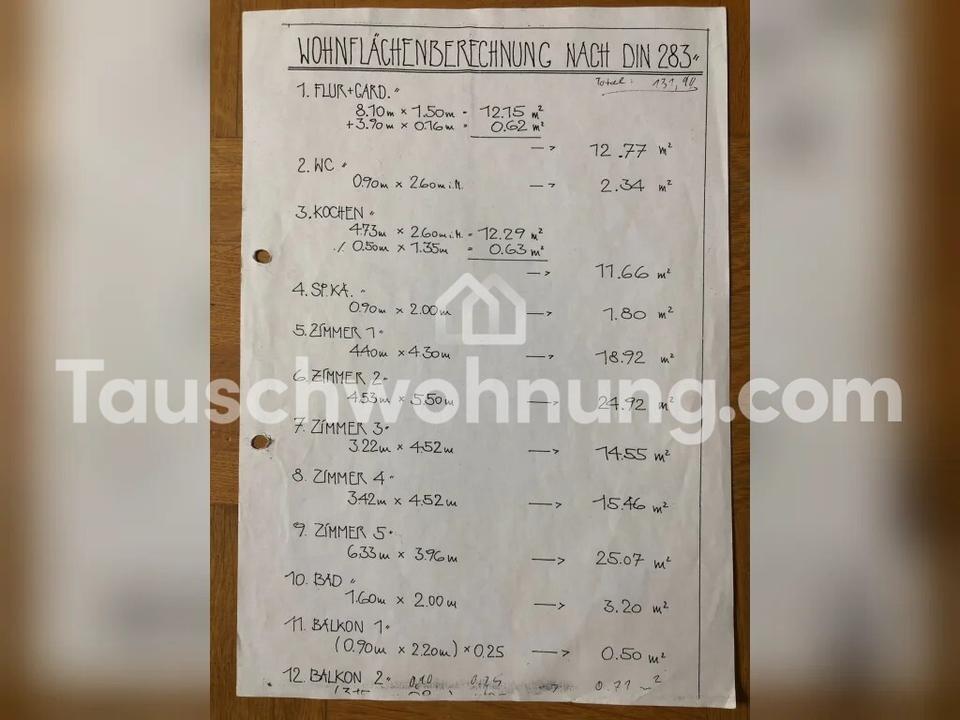 WOHNFLÄCHENBERECHNUNG NACH DIN 283"
Total: 131,90
1. FLUR+GARD."
8.10m × 1.50m = 12.15 m²
+3.90m × 0.16m = 0.62 m²
—> 12.77 m²
2. WC "
0.90m × 2.60m i.M. —> 2.34 m²
3. KOCHEN "
4.73m × 2.60m i.M. = 12.29 m²
./. 0.50m × 1.35m = 0.63 m²
—> 11.66 m²
4. SP.KA. "
0.90m × 2.00m —> 1.80 m²
5. ZIMMER 1"
4.40m × 4.30m —> 18.92 m²
Tauschwohnung.com
6. ZIMMER 2"
4.53m × 5.50m —> 24.92 m²
7. ZIMMER 3"
3.22m × 4.52m —> 14.55 m²
8. ZIMMER 4"
3.42m × 4.52m —> 15.46 m²
9. ZIMMER 5"
6.33m × 3.96m —> 25.07 m²
10. BAD "
1.60m × 2.00m —> 3.20 m²
11. BALKON 1"
(0.90m × 2.20m) × 0.25 —> 0.50 m²
12. BALKON 2" —> 0.71 m²